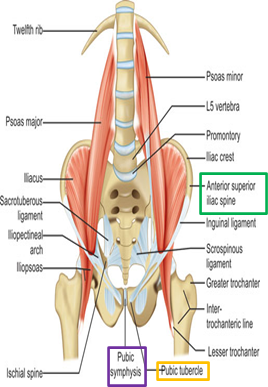 Twelfth rib
Psoas major
Iliacus
Sacrotuberous
ligament
Iliopectineal
arch
Iliopsoas
Ischial spine
Psoas minor
L5 vertebra
Promontory
Iliac crest
Anterior superior
iliac spine
Inguinal ligament
Scrospinous
ligament
Greater trochanter
Inter-
trochanteric line
Lesser trochanter
Pubic
symphysis
Pubic tubercle